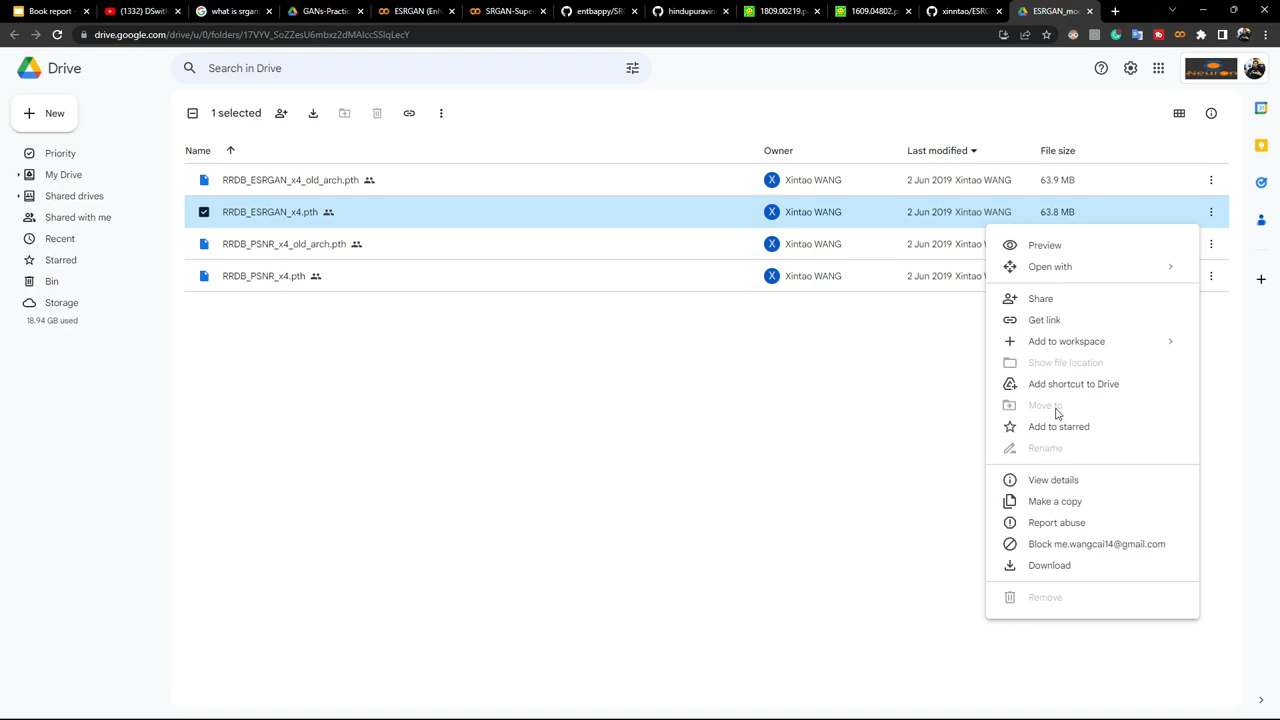 Book report -
(1332) DSwith
what is srgan
GANs-Practic
ESRGAN (Enh
SRGAN-Supe
entbappy/SR
hindupuravin
1809.00219.
1609.04802.p
xinntao/ESRG
ESRGAN_mod
drive.google.com/drive/u/0/folders/17VYV_SoZZesU6mbxz2dMAIccSSlqLecY
Drive
Search in Drive
Neuron
New
1 selected
Priority
My Drive
Shared drives
Shared with me
Recent
Starred
Bin
Storage
18.94 GB used
Name Owner Last modified File size
RRDB_ESRGAN_x4_old_arch.pth X Xintao WANG 2 Jun 2019 Xintao WANG 63.9 MB
RRDB_ESRGAN_x4.pth X Xintao WANG 2 Jun 2019 Xintao WANG 63.8 MB
RRDB_PSNR_x4_old_arch.pth X Xintao WANG 2 Jun 2019 Xintao
RRDB_PSNR_x4.pth X Xintao WANG 2 Jun 2019 Xintao
Preview
Open with
Share
Get link
Add to workspace
Show file location
Add shortcut to Drive
Move to
Add to starred
Rename
View details
Make a copy
Report abuse
Block me.wangcai14@gmail.com
Download
Remove